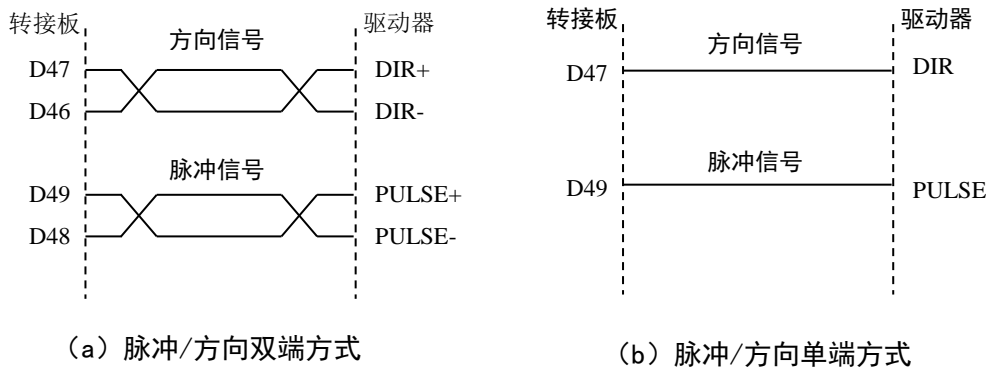 转接板
驱动器
方向信号
D47
DIR+
D46
DIR-
脉冲信号
D49
PULSE+
D48
PULSE-
(a) 脉冲/方向双端方式
转接板
驱动器
方向信号
D47
DIR
脉冲信号
D49
PULSE
(b) 脉冲/方向单端方式